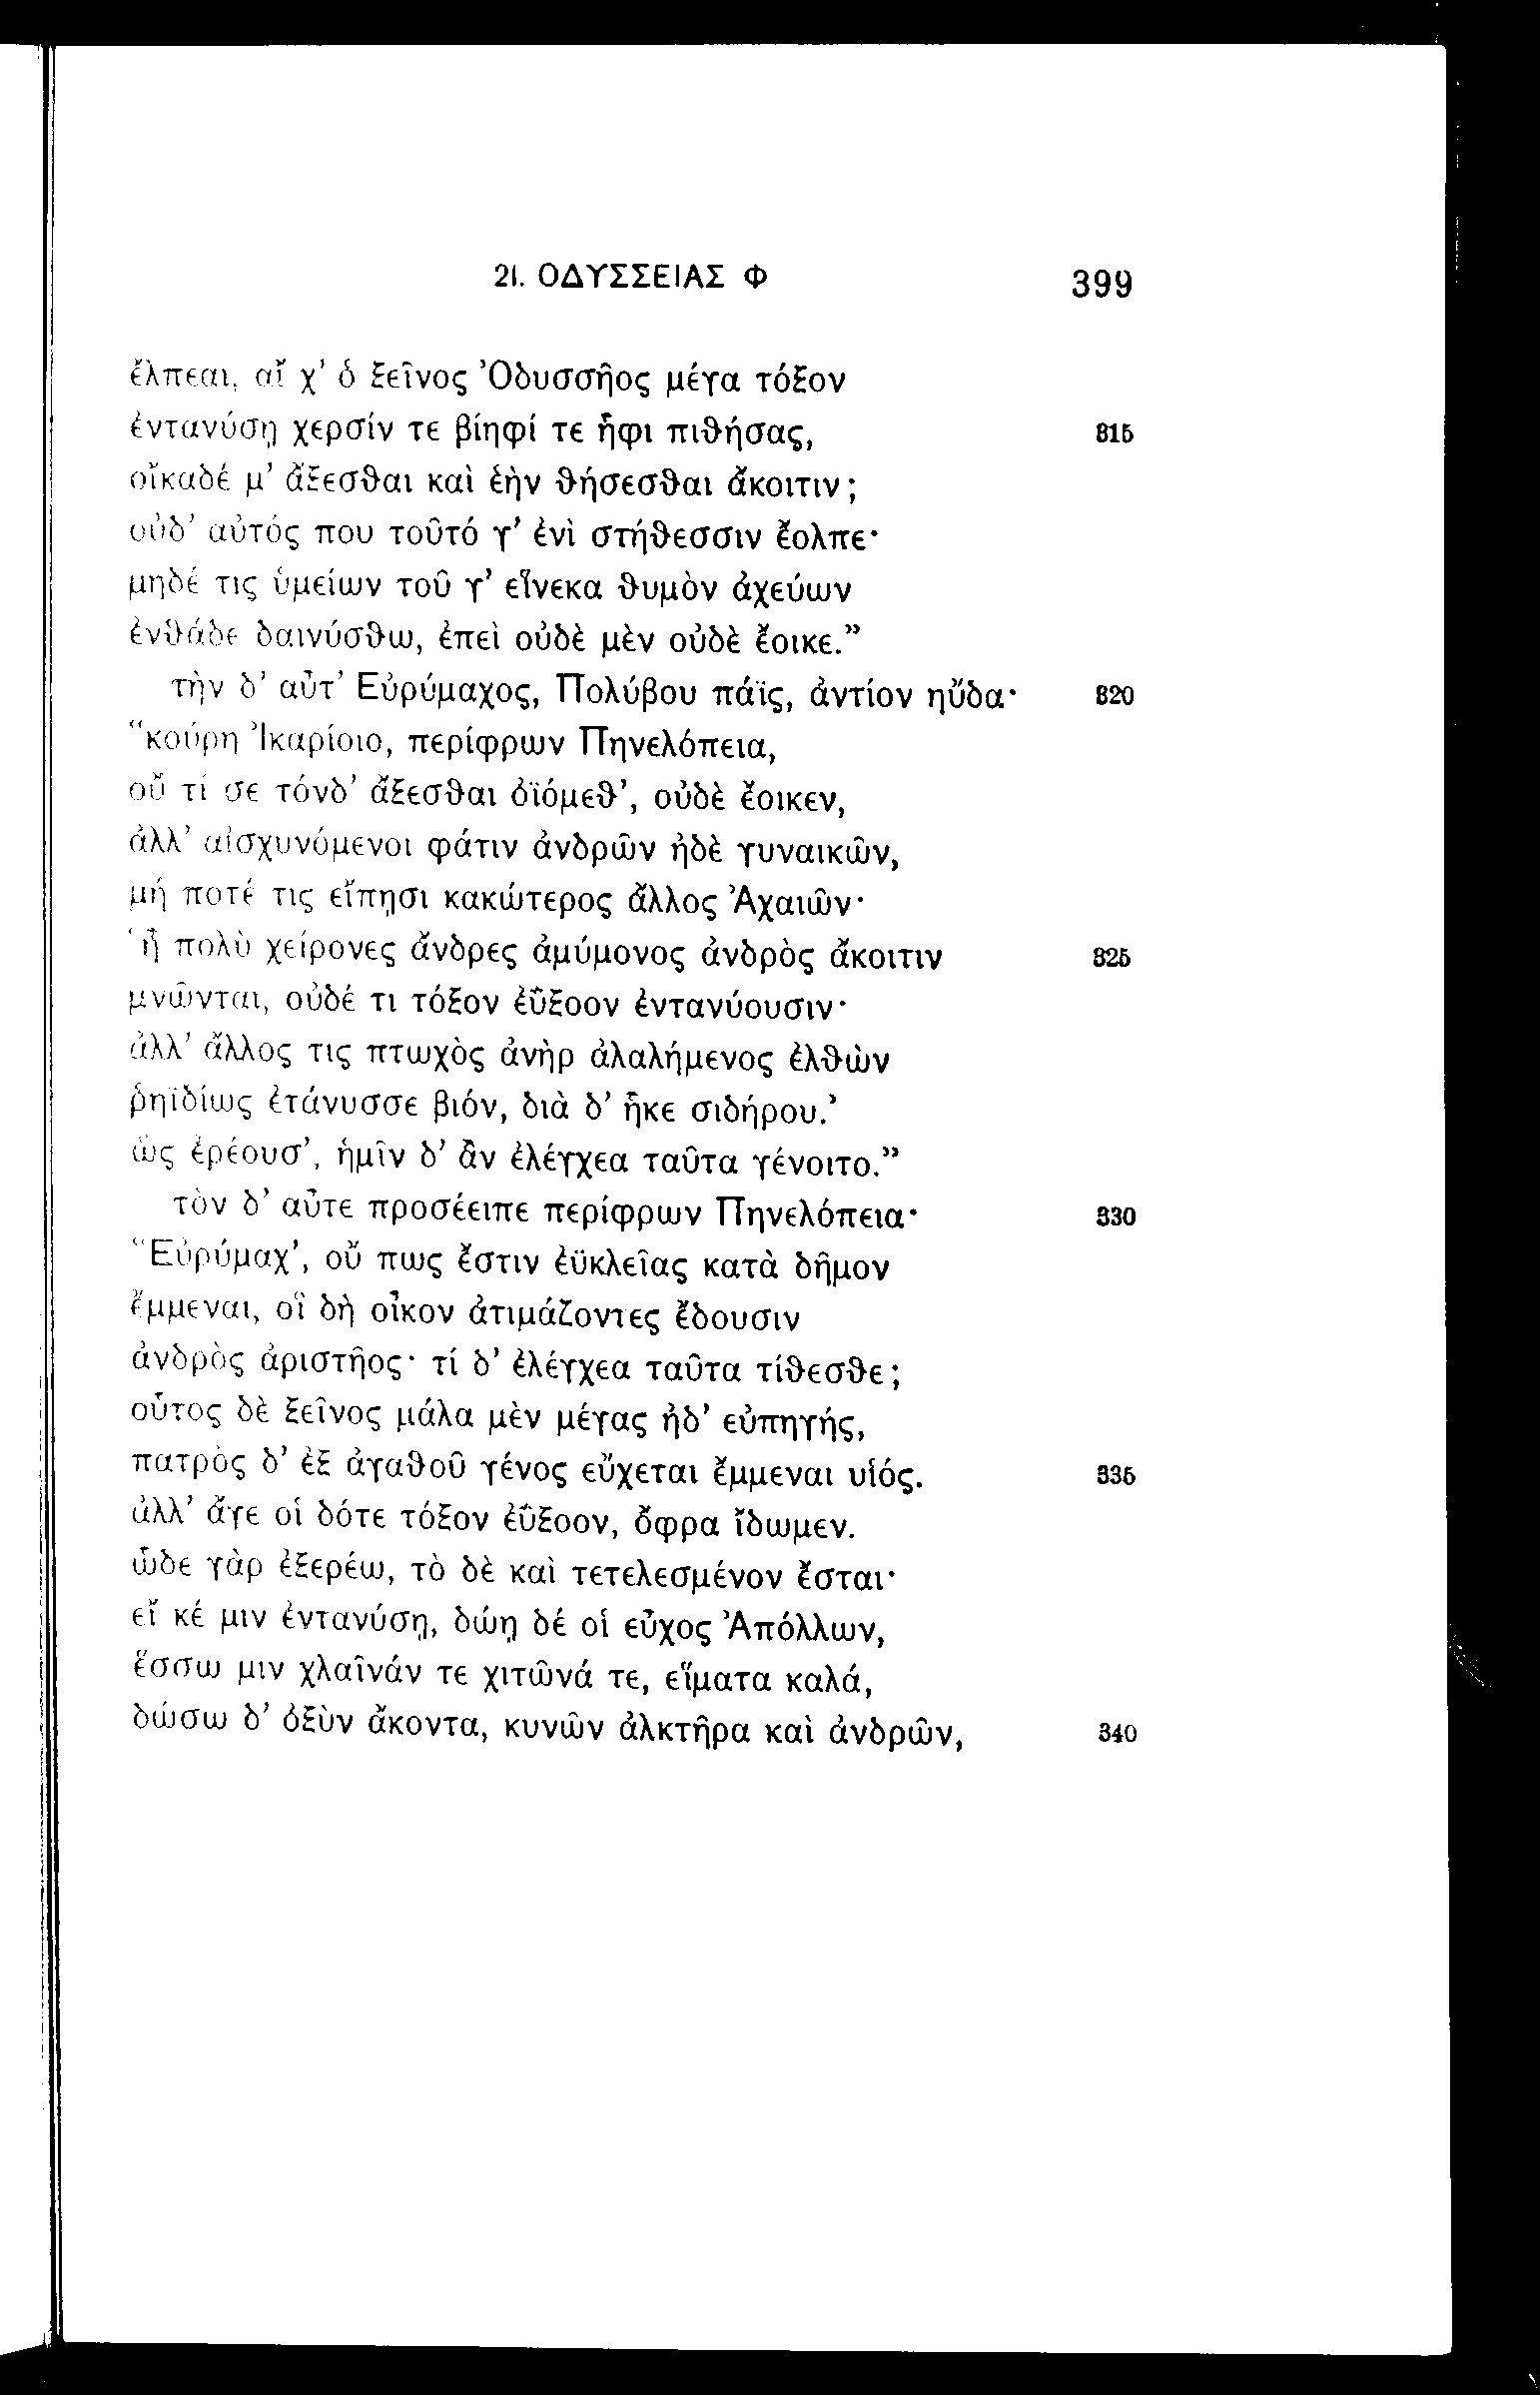 21. ΟΔΥΣΣΕΙΑΣ Φ 399
ἔλπεαι, αἴ χ’ ὁ ξεῖνος Ὀδυσσῆος μέγα τόξον
ἐντανύσῃ χερσίν τε βίηφί τε ἧφι πιθήσας, 315
οἴκαδέ μ’ ἄξεσθαι καὶ ἑὴν θήσεσθαι ἄκοιτιν;
οὐδ’ αὐτός που τοῦτό γ’ ἐνὶ στήθεσσιν ἔολπε·
μηδέ τις ὑμείων τοῦ γ’ εἵνεκα θυμὸν ἀχεύων
ἐνθάδε δαινύσθω, ἐπεὶ οὐδὲ μὲν οὐδὲ ἔοικε.”
τὴν δ’ αὖτ’ Εὐρύμαχος, Πολύβου πάϊς, ἀντίον ηὔδα· 320
“κούρη Ἰκαρίοιο, περίφρων Πηνελόπεια,
οὔ τί σε τόνδ’ ἄξεσθαι ὀϊόμεθ’, οὐδὲ ἔοικεν,
ἀλλ’ αἰσχυνόμενοι φάτιν ἀνδρῶν ἠδὲ γυναικῶν,
μή ποτέ τις εἴπῃσι κακώτερος ἄλλος Ἀχαιῶν·
‘ἦ πολὺ χείρονες ἄνδρες ἀμύμονος ἀνδρὸς ἄκοιτιν 325
μνῶνται, οὐδέ τι τόξον ἐΰξοον ἐντανύουσιν·
ἀλλ’ ἄλλος τις πτωχὸς ἀνὴρ ἀλαλήμενος ἐλθὼν
ῥηϊδίως ἐτάνυσσε βιόν, διὰ δ’ ἧκε σιδήρου.’
ὣς ἐρέουσ’, ἡμῖν δ’ ἂν ἐλέγχεα ταῦτα γένοιτο.”
τὸν δ’ αὖτε προσέειπε περίφρων Πηνελόπεια· 330
“Εὐρύμαχ’, οὔ πως ἔστιν ἐϋκλεῖας κατὰ δῆμον
ἔμμεναι, οἳ δὴ οἶκον ἀτιμάζοντες ἔδουσιν
ἀνδρὸς ἀριστῆος· τί δ’ ἐλέγχεα ταῦτα τίθεσθε;
οὗτος δὲ ξεῖνος μάλα μὲν μέγας ἠδ’ εὐπηγής,
πατρὸς δ’ ἐξ ἀγαθοῦ γένος εὔχεται ἔμμεναι υἱός. 335
ἀλλ’ ἄγε οἱ δότε τόξον ἐΰξοον, ὄφρα ἴδωμεν.
ὧδε γὰρ ἐξερέω, τὸ δὲ καὶ τετελεσμένον ἔσται·
εἴ κέ μιν ἐντανύσῃ, δώῃ δέ οἱ εὖχος Ἀπόλλων,
ἕσσω μιν χλαῖνάν τε χιτῶνά τε, εἵματα καλά,
δώσω δ’ ὀξὺν ἄκοντα, κυνῶν ἀλκτῆρα καὶ ἀνδρῶν, 340